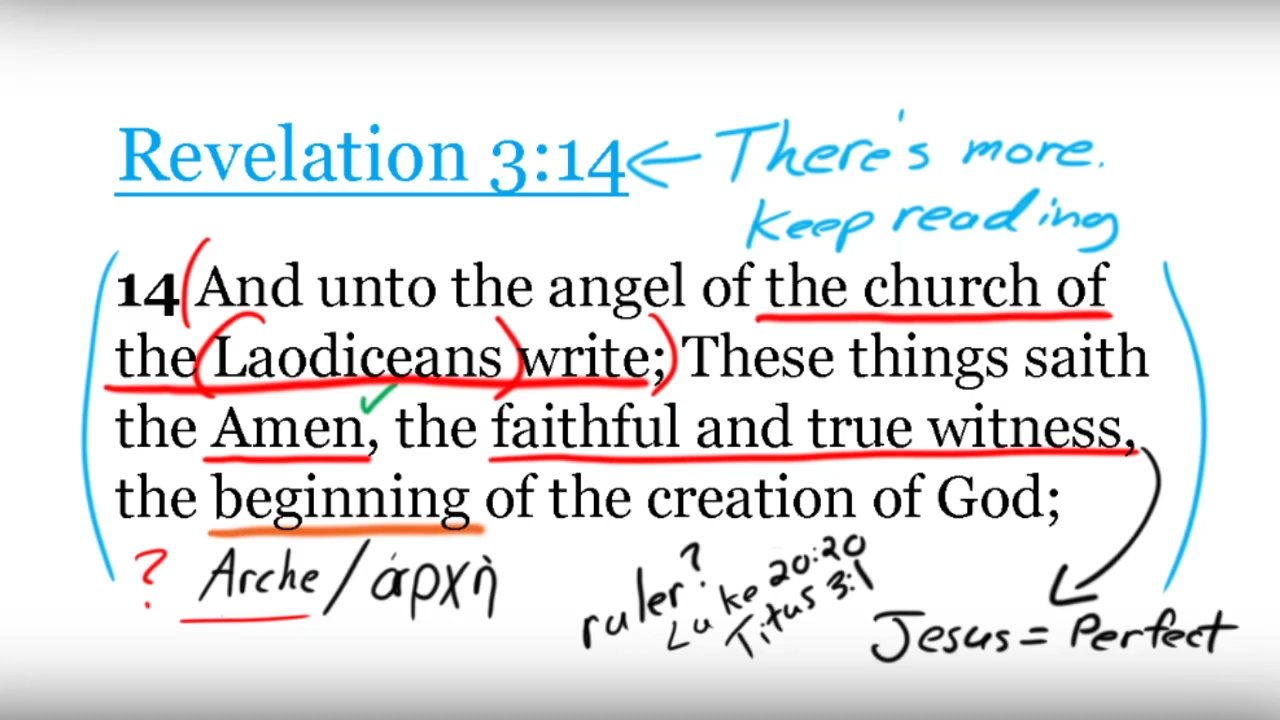 Revelation 3:14 ← There's more.
keep reading
14 And unto the angel of the church of
the Laodiceans write; These things saith
the Amen, the faithful and true witness,
the beginning of the creation of God;
? Arche / ἀρχὴ
ruler?
Luke 20:20
Titus 3:1
Jesus = Perfect